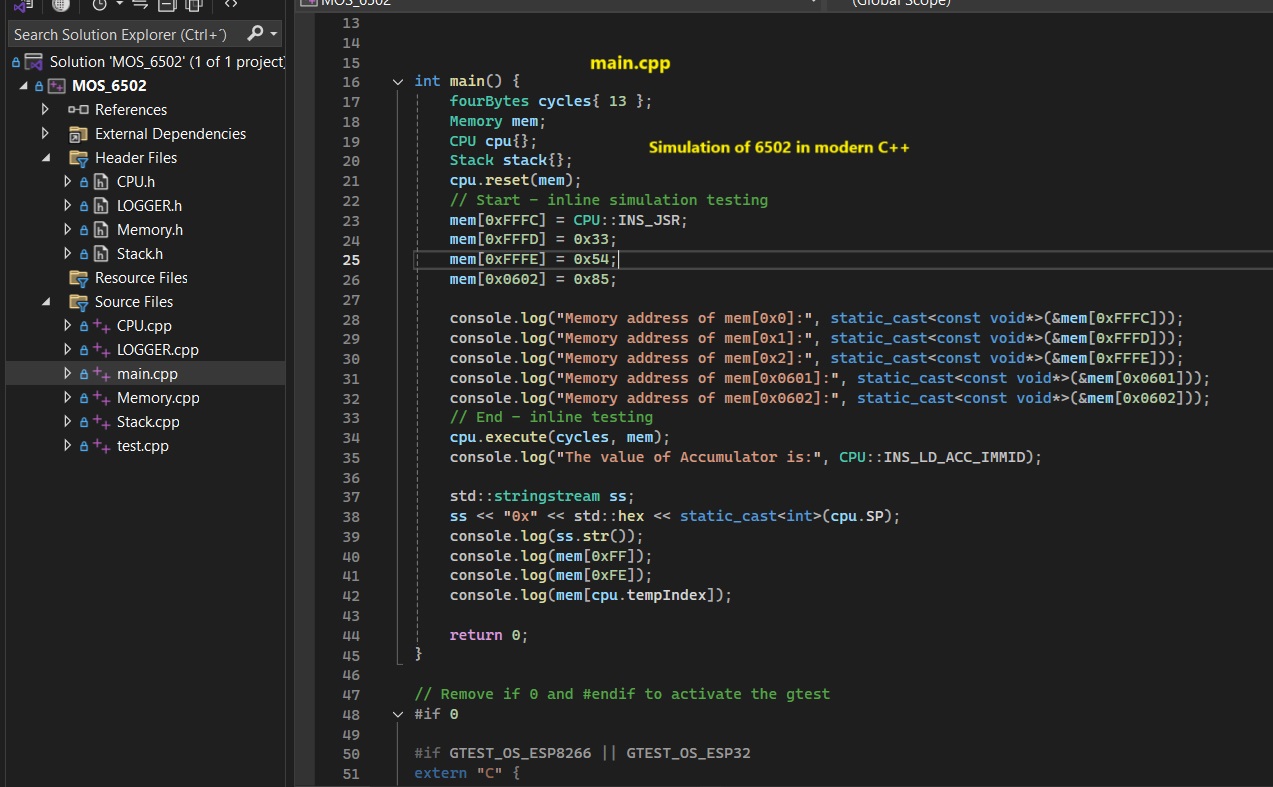 MOS_6502
(Global Scope)
Search Solution Explorer (Ctrl+´)
Solution 'MOS_6502' (1 of 1 project)
MOS_6502
References
External Dependencies
Header Files
CPU.h
LOGGER.h
Memory.h
Stack.h
Resource Files
Source Files
CPU.cpp
LOGGER.cpp
main.cpp
Memory.cpp
Stack.cpp
test.cpp
13
14
15 main.cpp
16 int main() {
17 fourBytes cycles{ 13 };
18 Memory mem;
19 CPU cpu{}; Simulation of 6502 in modern C++
20 Stack stack{};
21 cpu.reset(mem);
22 // Start - inline simulation testing
23 mem[0xFFFC] = CPU::INS_JSR;
24 mem[0xFFFD] = 0x33;
25 mem[0xFFFE] = 0x54;
26 mem[0x0602] = 0x85;
27
28 console.log("Memory address of mem[0x0]:", static_cast<const void*>(&mem[0xFFFC]));
29 console.log("Memory address of mem[0x1]:", static_cast<const void*>(&mem[0xFFFD]));
30 console.log("Memory address of mem[0x2]:", static_cast<const void*>(&mem[0xFFFE]));
31 console.log("Memory address of mem[0x0601]:", static_cast<const void*>(&mem[0x0601]));
32 console.log("Memory address of mem[0x0602]:", static_cast<const void*>(&mem[0x0602]));
33 // End - inline testing
34 cpu.execute(cycles, mem);
35 console.log("The value of Accumulator is:", CPU::INS_LD_ACC_IMMID);
36
37 std::stringstream ss;
38 ss << "0x" << std::hex << static_cast<int>(cpu.SP);
39 console.log(ss.str());
40 console.log(mem[0xFF]);
41 console.log(mem[0xFE]);
42 console.log(mem[cpu.tempIndex]);
43
44 return 0;
45 }
46
47 // Remove if 0 and #endif to activate the gtest
48 #if 0
49
50 #if GTEST_OS_ESP8266 || GTEST_OS_ESP32
51 extern "C" {